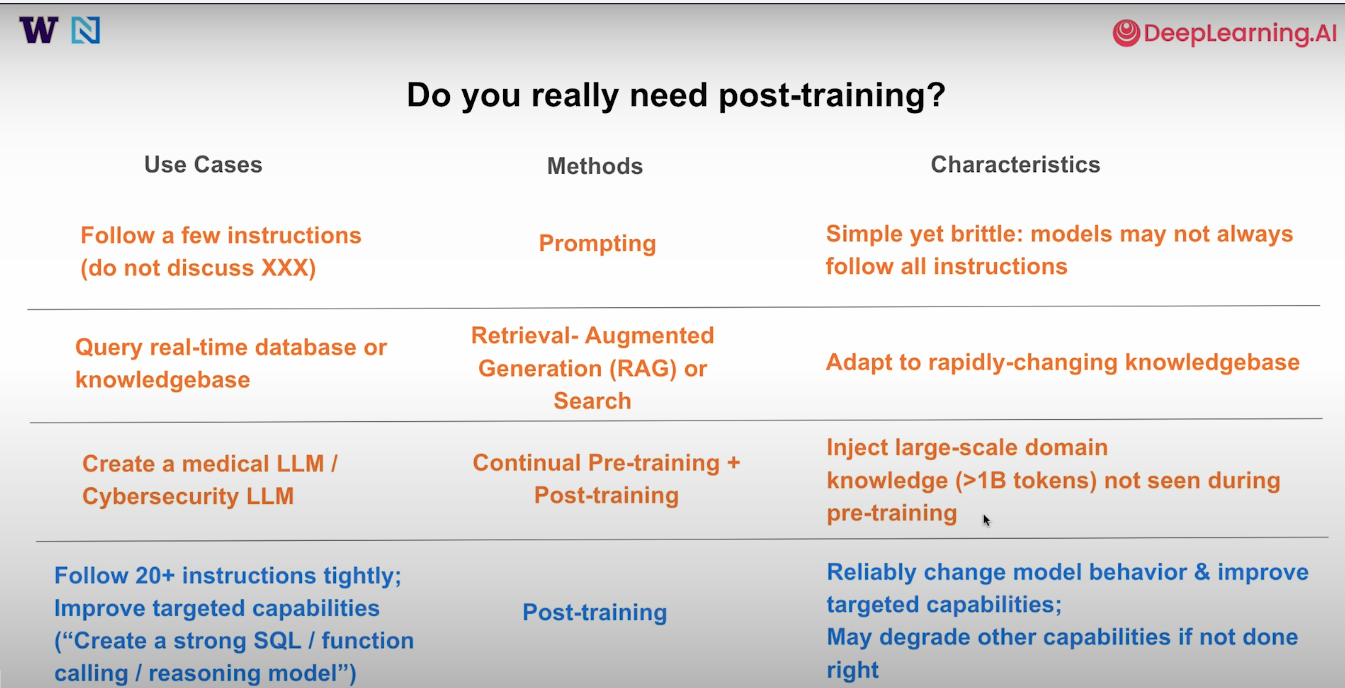 W N DeepLearning.AI
Do you really need post-training?
Use Cases
Methods
Characteristics
Follow a few instructions
(do not discuss XXX)
Prompting
Simple yet brittle: models may not always
follow all instructions
Query real-time database or
knowledgebase
Retrieval- Augmented
Generation (RAG) or
Search
Adapt to rapidly-changing knowledgebase
Create a medical LLM /
Cybersecurity LLM
Continual Pre-training +
Post-training
Inject large-scale domain
knowledge (>1B tokens) not seen during
pre-training
Follow 20+ instructions tightly;
Improve targeted capabilities
(“Create a strong SQL / function
calling / reasoning model”)
Post-training
Reliably change model behavior & improve
targeted capabilities;
May degrade other capabilities if not done
right